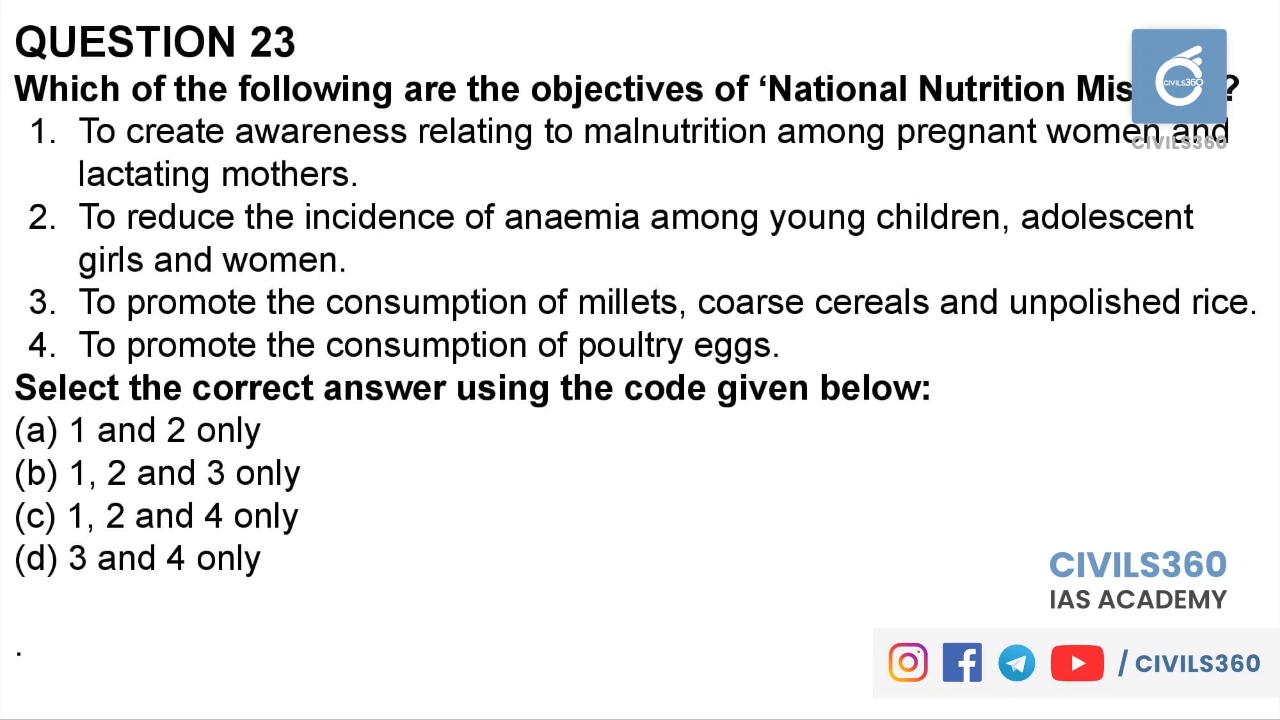 QUESTION 23
Which of the following are the objectives of ‘National Nutrition Mis ?
1. To create awareness relating to malnutrition among pregnant women and
lactating mothers.
2. To reduce the incidence of anaemia among young children, adolescent
girls and women.
3. To promote the consumption of millets, coarse cereals and unpolished rice.
4. To promote the consumption of poultry eggs.
Select the correct answer using the code given below:
(a) 1 and 2 only
(b) 1, 2 and 3 only
(c) 1, 2 and 4 only
(d) 3 and 4 only
.
CIVILS360
CIVILS360
CIVILS360
IAS ACADEMY
/ CIVILS360